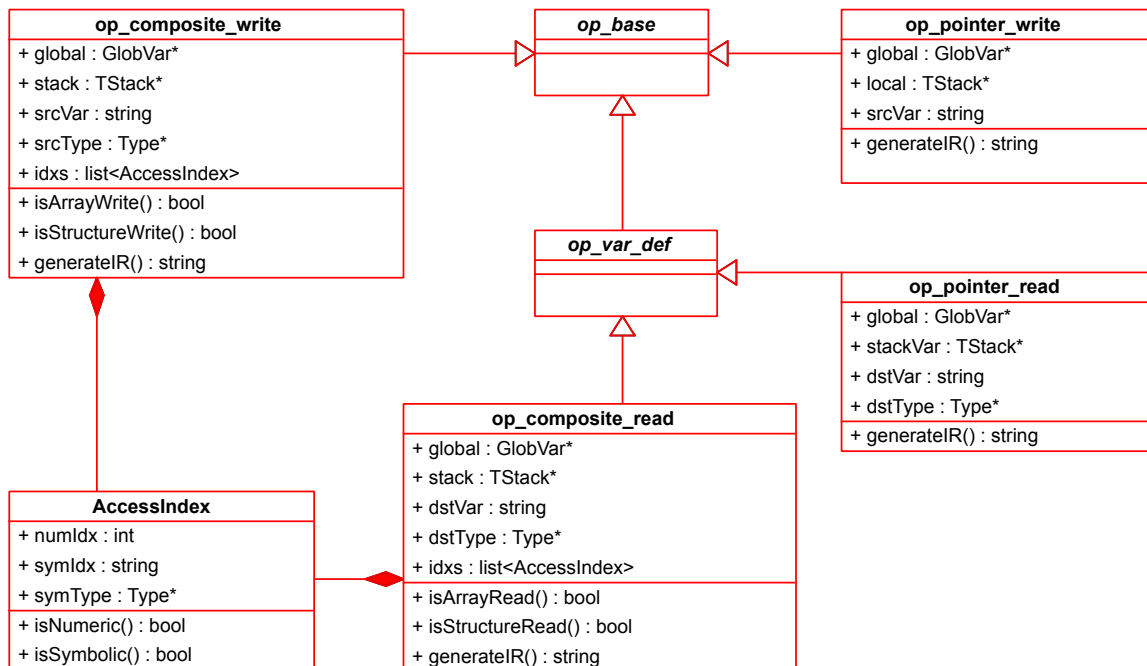 op_composite_write
+ global : GlobVar*
+ stack : TStack*
+ srcVar : string
+ srcType : Type*
+ idxs : list<AccessIndex>
+ isArrayWrite() : bool
+ isStructureWrite() : bool
+ generateIR() : string
op_base
op_pointer_write
+ global : GlobVar*
+ local : TStack*
+ srcVar : string
+ generateIR() : string
op_var_def
op_pointer_read
+ global : GlobVar*
+ stackVar : TStack*
+ dstVar : string
+ dstType : Type*
+ generateIR() : string
op_composite_read
+ global : GlobVar*
+ stack : TStack*
+ dstVar : string
+ dstType : Type*
+ idxs : list<AccessIndex>
+ isArrayRead() : bool
+ isStructureRead() : bool
+ generateIR() : string
AccessIndex
+ numIdx : int
+ symIdx : string
+ symType : Type*
+ isNumeric() : bool
+ isSymbolic() : bool